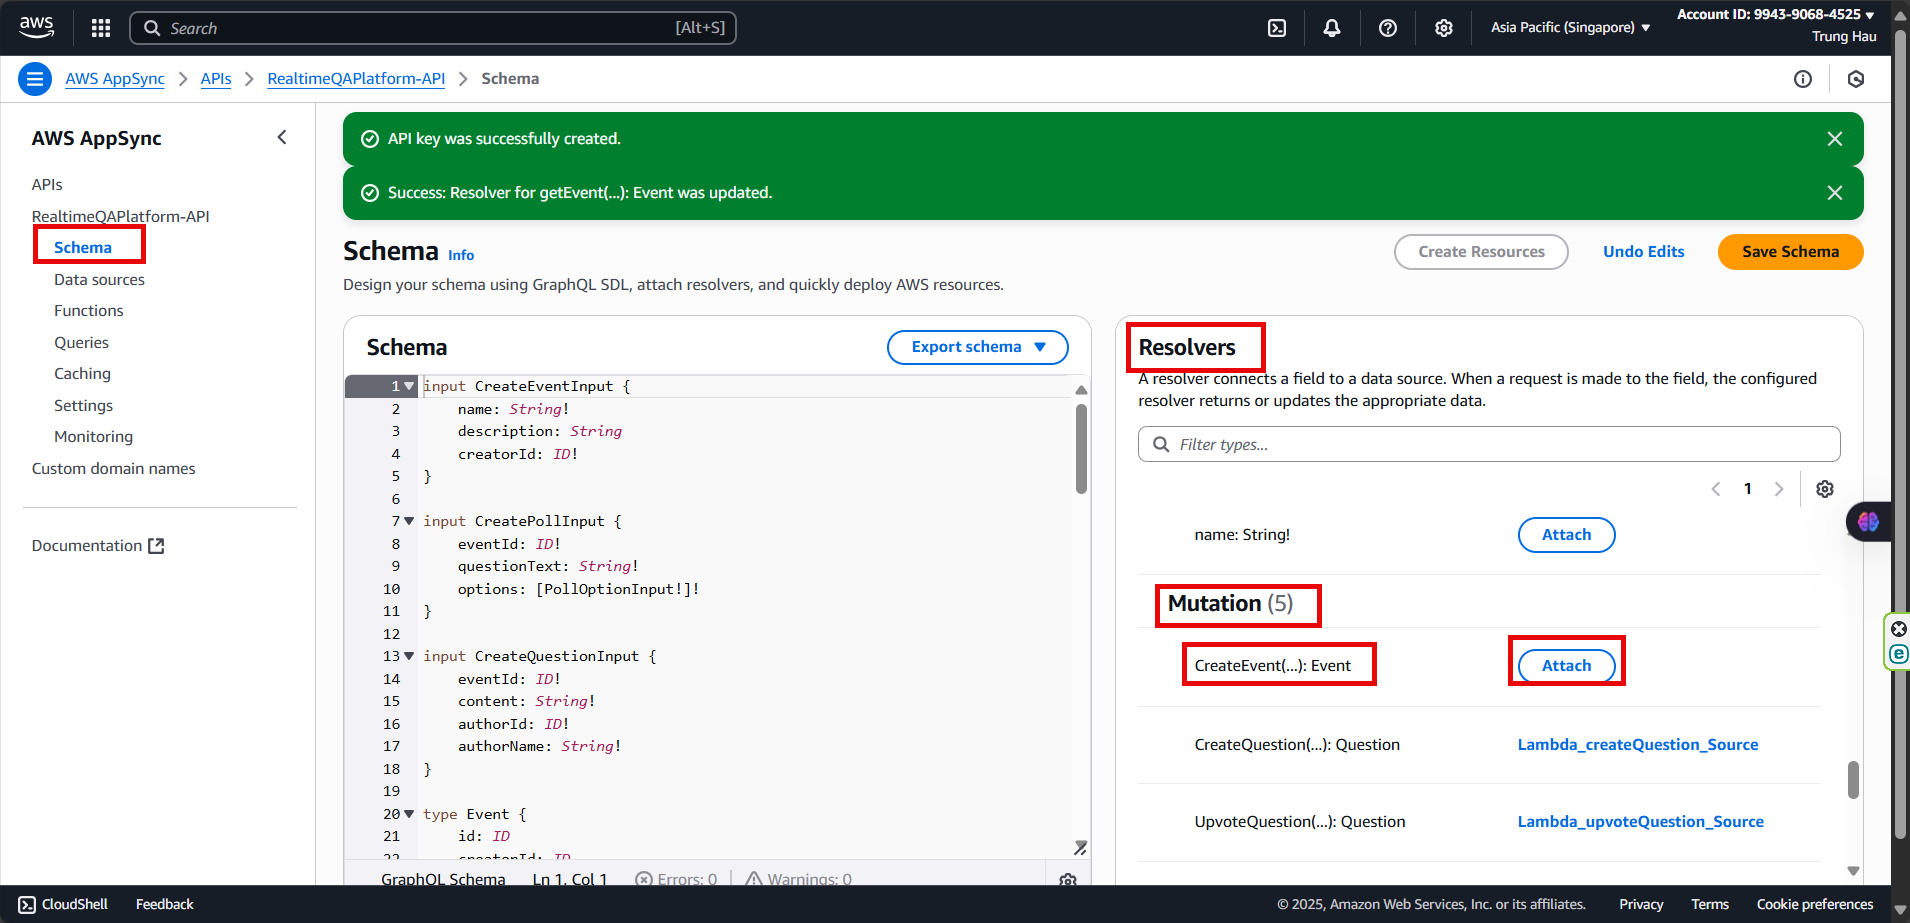 aws
Search [Alt+S]
Asia Pacific (Singapore)
Account ID: 9943-9068-4525
Trung Hau
AWS AppSync
APIs
RealtimeQAPlatform-API
Schema
AWS AppSync
APIs
RealtimeQAPlatform-API
Schema
Data sources
Functions
Queries
Caching
Settings
Monitoring
Custom domain names
Documentation
API key was successfully created.
Success: Resolver for getEvent(...): Event was updated.
Schema Info
Create Resources
Undo Edits
Save Schema
Design your schema using GraphQL SDL, attach resolvers, and quickly deploy AWS resources.
Schema
Export schema
1 input CreateEventInput {
2 name: String!
3 description: String
4 creatorId: ID!
5 }
6
7 input CreatePollInput {
8 eventId: ID!
9 questionText: String!
10 options: [PollOptionInput!]!
11 }
12
13 input CreateQuestionInput {
14 eventId: ID!
15 content: String!
16 authorId: ID!
17 authorName: String!
18 }
19
20 type Event {
21 id: ID
22 creatorId: ID
GraphQL Schema Ln 1, Col 1 Errors: 0 Warnings: 0
Resolvers
A resolver connects a field to a data source. When a request is made to the field, the configured
resolver returns or updates the appropriate data.
Filter types...
1
name: String! Attach
Mutation (5)
CreateEvent(...): Event Attach
CreateQuestion(...): Question Lambda_createQuestion_Source
UpvoteQuestion(...): Question Lambda_upvoteQuestion_Source
CloudShell Feedback
© 2025, Amazon Web Services, Inc. or its affiliates. Privacy Terms Cookie preferences